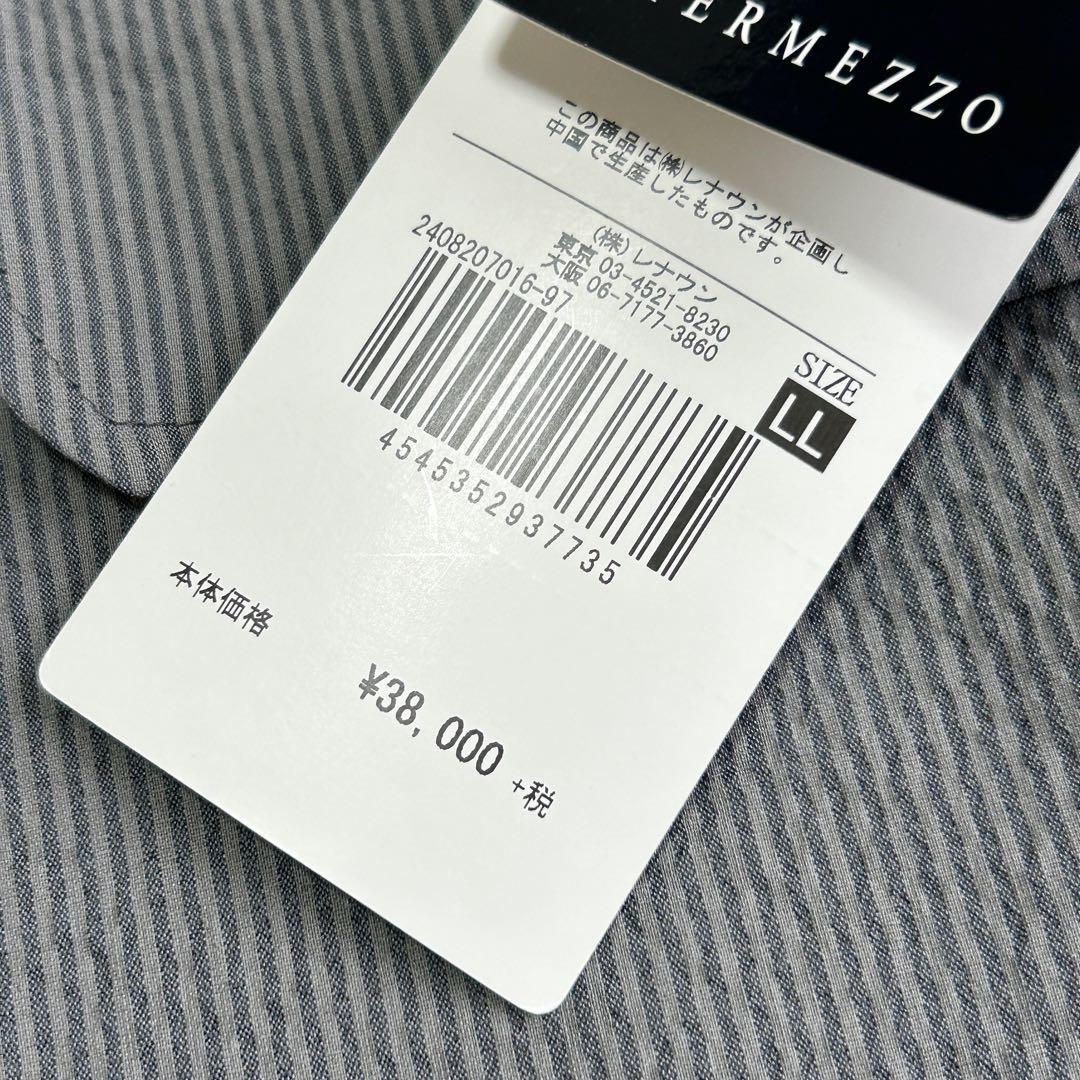 TERMEZZO
この商品は㈱レナウンが企画し
中国で生産したものです。
(株)レナウン
東京 03-4521-8230
大阪 06-7177-3860
2408207016-97
SIZE
LL
4545352937735
本体価格
¥38,000 +税